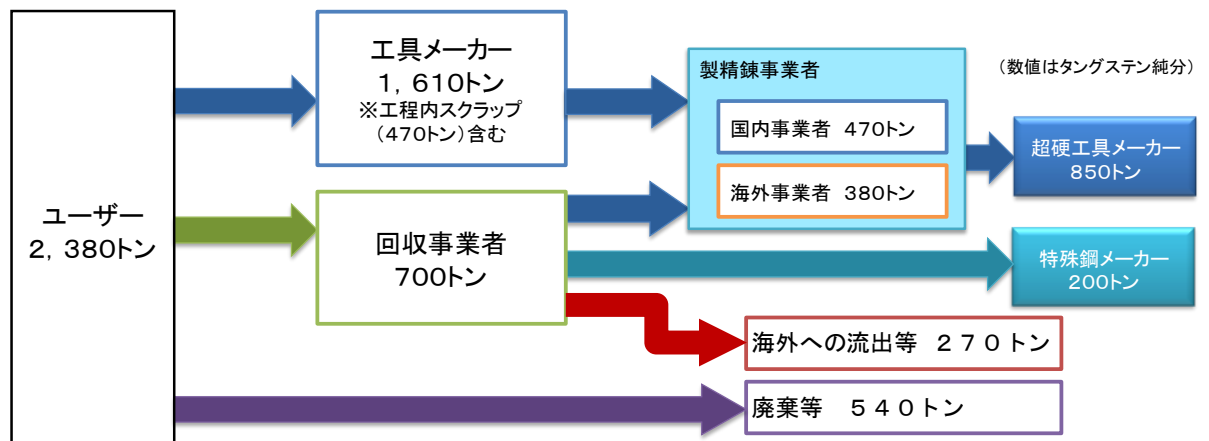 ユーザー
2，380トン
工具メーカー
1，610トン
※工程内スクラップ
（470トン）含む
回収事業者
700トン
製精錬事業者
国内事業者　470トン
海外事業者　380トン
（数値はタングステン純分）
超硬工具メーカー
850トン
特殊鋼メーカー
200トン
海外への流出等　２７０トン
廃棄等　５４０トン